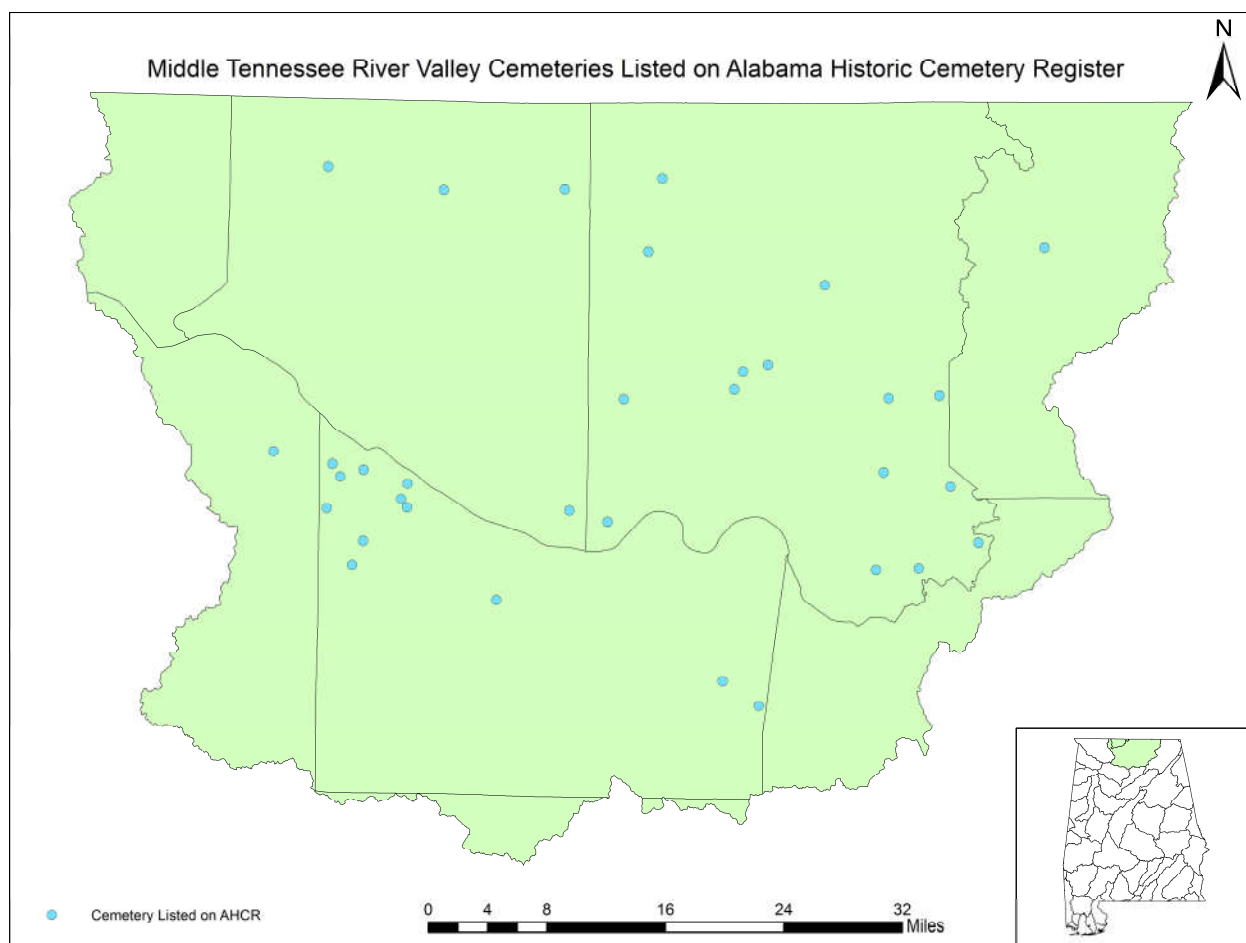 N
Middle Tennessee River Valley Cemeteries Listed on Alabama Historic Cemetery Register
Cemetery Listed on AHCR
0 4 8 16 24 32
Miles